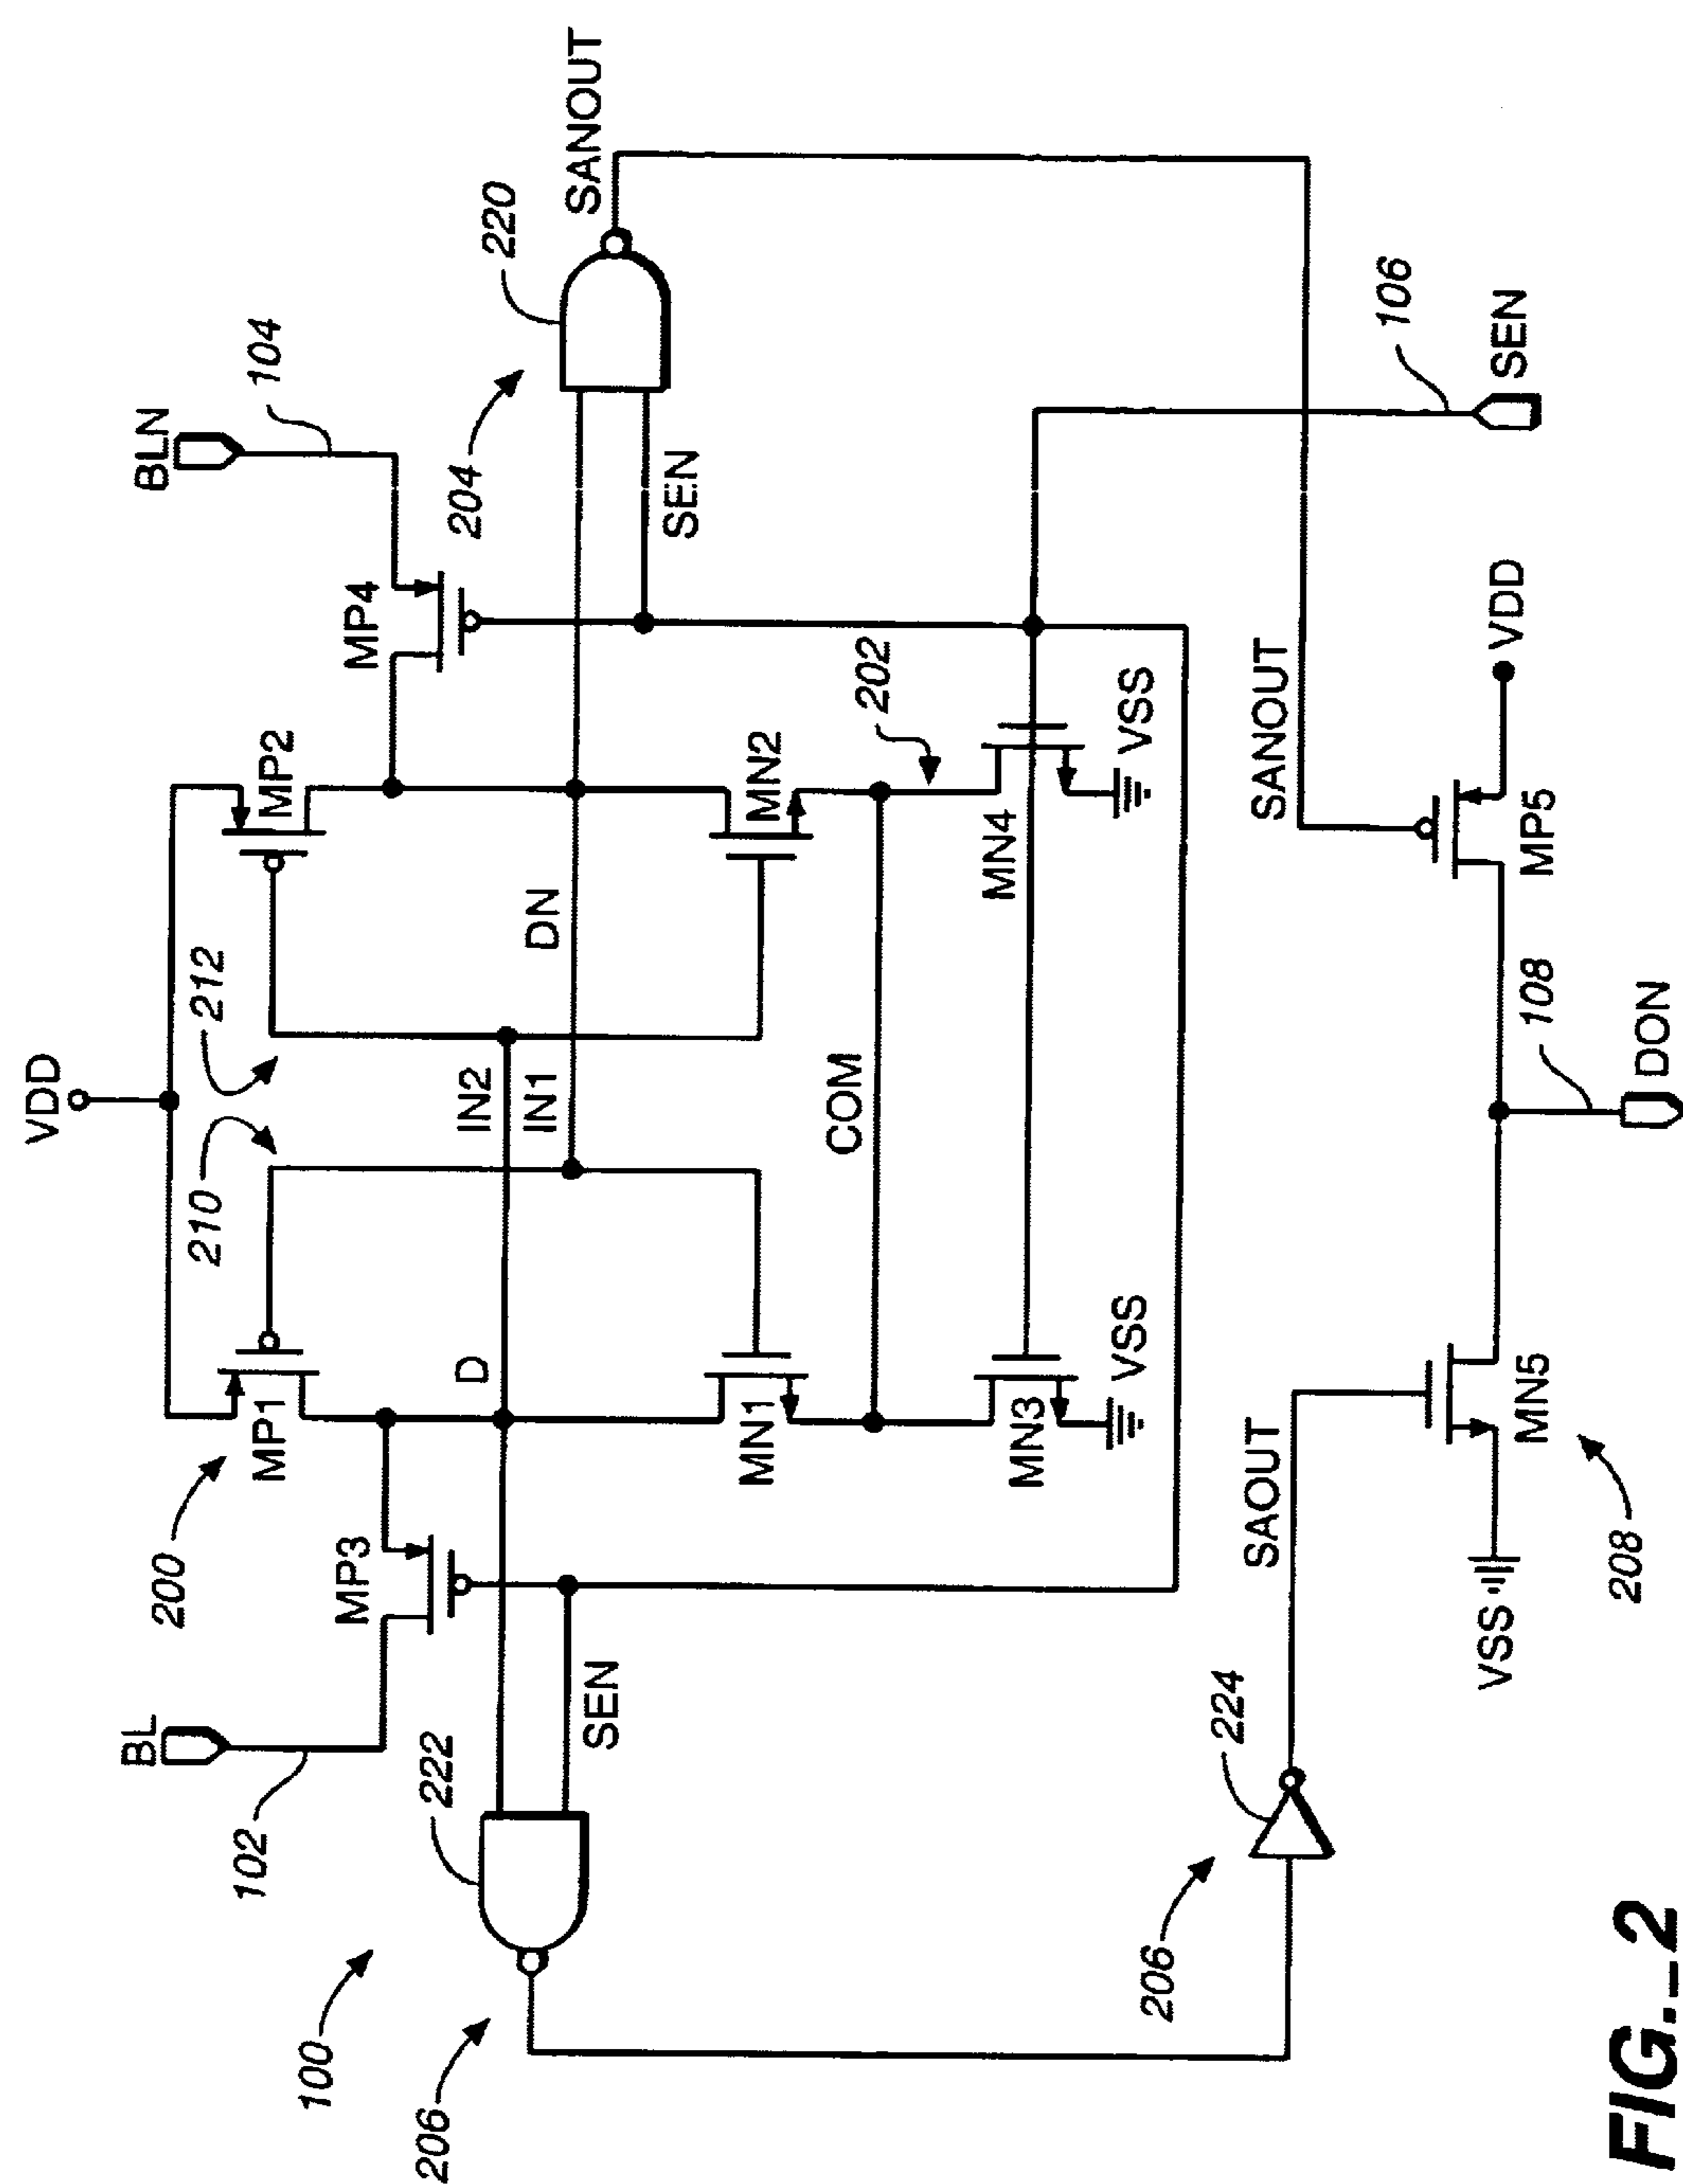 VDD
BL
BLN
102
104
210
212
200
MP1
MP2
MP3
MP4
100
222
D
IN2
IN1
DN
204
220
SANOUT
206
SEN
SEN
MN1
MN2
COM
202
MN3
MN4
VSS
VSS
206
224
SAOUT
SANOUT
106
SEN
MN5
MP5
VSS
VDD
208
108
DON
FIG._2